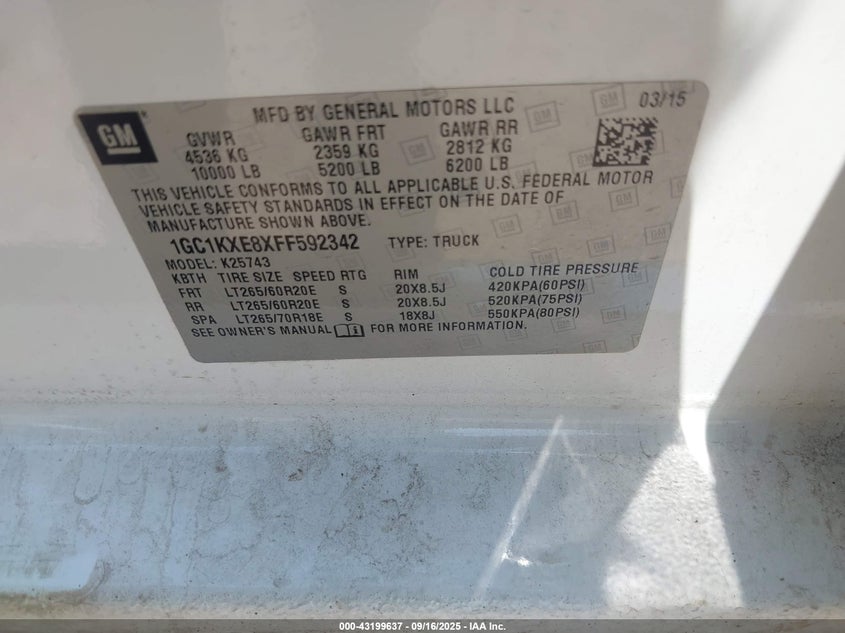 GM
MFD BY GENERAL MOTORS LLC 03/15
GVWR GAWR FRT GAWR RR
4536 KG 2359 KG 2812 KG
10000 LB 5200 LB 6200 LB
THIS VEHICLE CONFORMS TO ALL APPLICABLE U.S. FEDERAL MOTOR
VEHICLE SAFETY STANDARDS IN EFFECT ON THE DATE OF
MANUFACTURE SHOWN ABOVE.
1GC1KXE8XFF592342 TYPE: TRUCK
MODEL: K25743
KBTH TIRE SIZE SPEED RTG RIM COLD TIRE PRESSURE
FRT LT265/60R20E S 20X8.5J 420KPA(60PSI)
RR LT265/60R20E S 20X8.5J 520KPA(75PSI)
SPA LT265/70R18E S 18X8J 550KPA(80PSI)
SEE OWNER'S MANUAL FOR MORE INFORMATION.
000-43199637 - 09/16/2025 - IAA Inc.